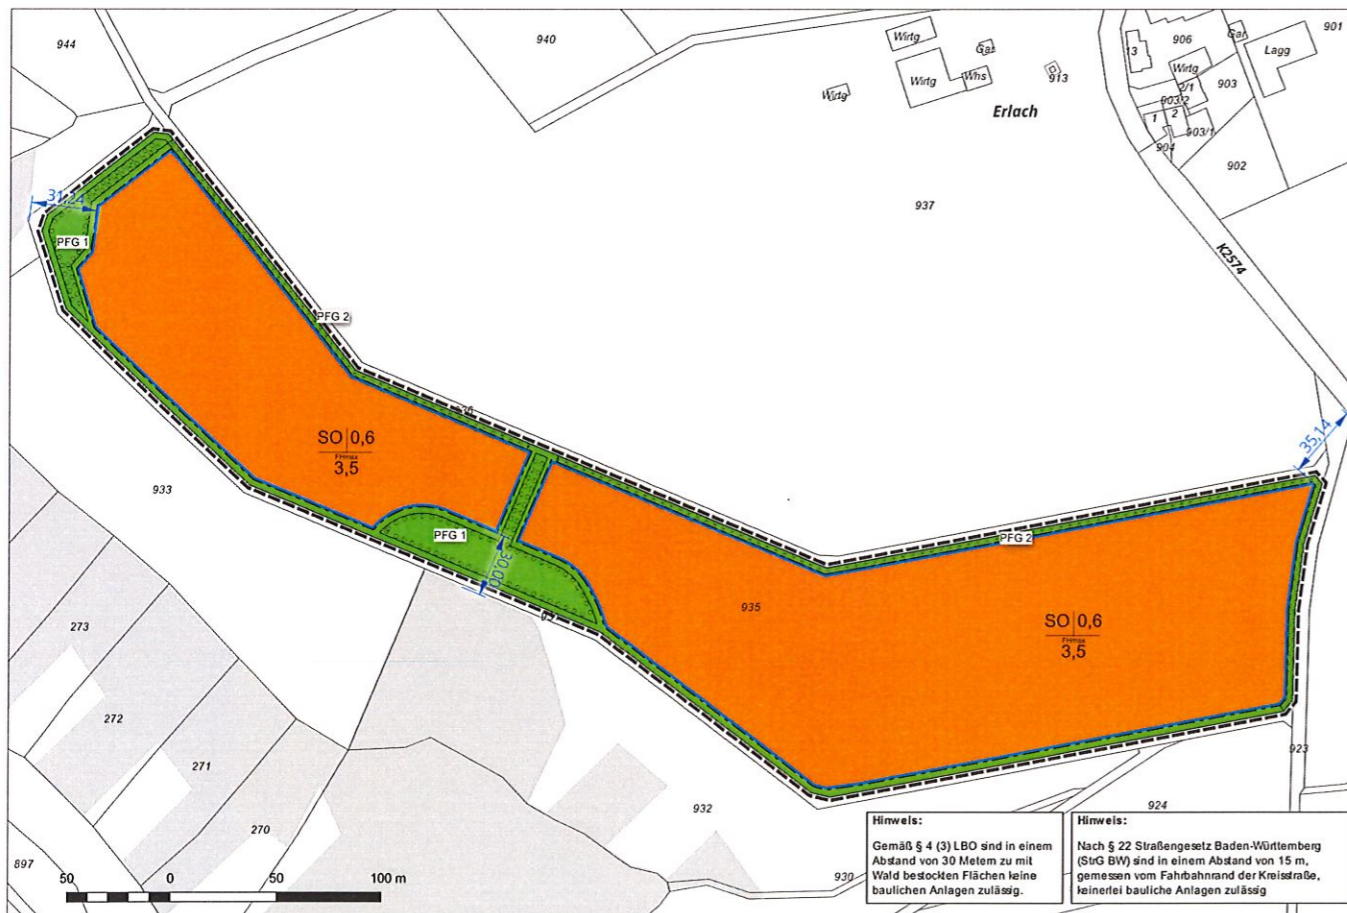 944
940
Wirtg
Gar
Wirtg
Whs
Wirtg
913
Erlach
13
906
Gar
901
Lagg
Wirtg
2/1
903
903/2
1
2
903/1
904
902
937
K2574
31,24
PFG 1
PFG 2
35,14
SO 0,6
FHmax
3,5
933
PFG 1
30,00
PFG 2
935
SO 0,6
FHmax
3,5
273
272
271
270
897
932
923
924
930
50 0 50 100 m
Hinweis:
Gemäß § 4 (3) LBO sind in einem
Abstand von 30 Metern zu mit
Wald bestockten Flächen keine
baulichen Anlagen zulässig.
Hinweis:
Nach § 22 Straßengesetz Baden-Württemberg
(StrG BW) sind in einem Abstand von 15 m,
gemessen vom Fahrbahnrand der Kreisstraße,
keinerlei bauliche Anlagen zulässig